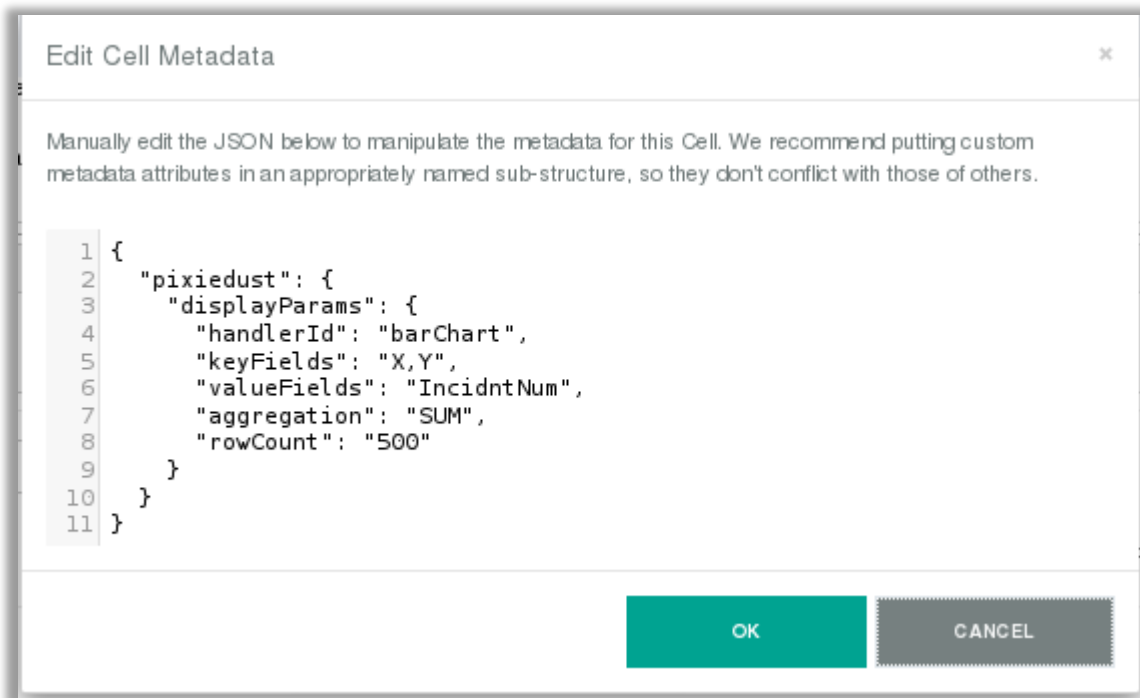 Edit Cell Metadata ×
Manually edit the JSON below to manipulate the metadata for this Cell. We recommend putting custom
metadata attributes in an appropriately named sub-structure, so they don't conflict with those of others.
1 {
2   "pixiedust": {
3     "displayParams": {
4       "handlerId": "barChart",
5       "keyFields": "X,Y",
6       "valueFields": "IncidntNum",
7       "aggregation": "SUM",
8       "rowCount": "500"
9     }
10   }
11 }
OK CANCEL